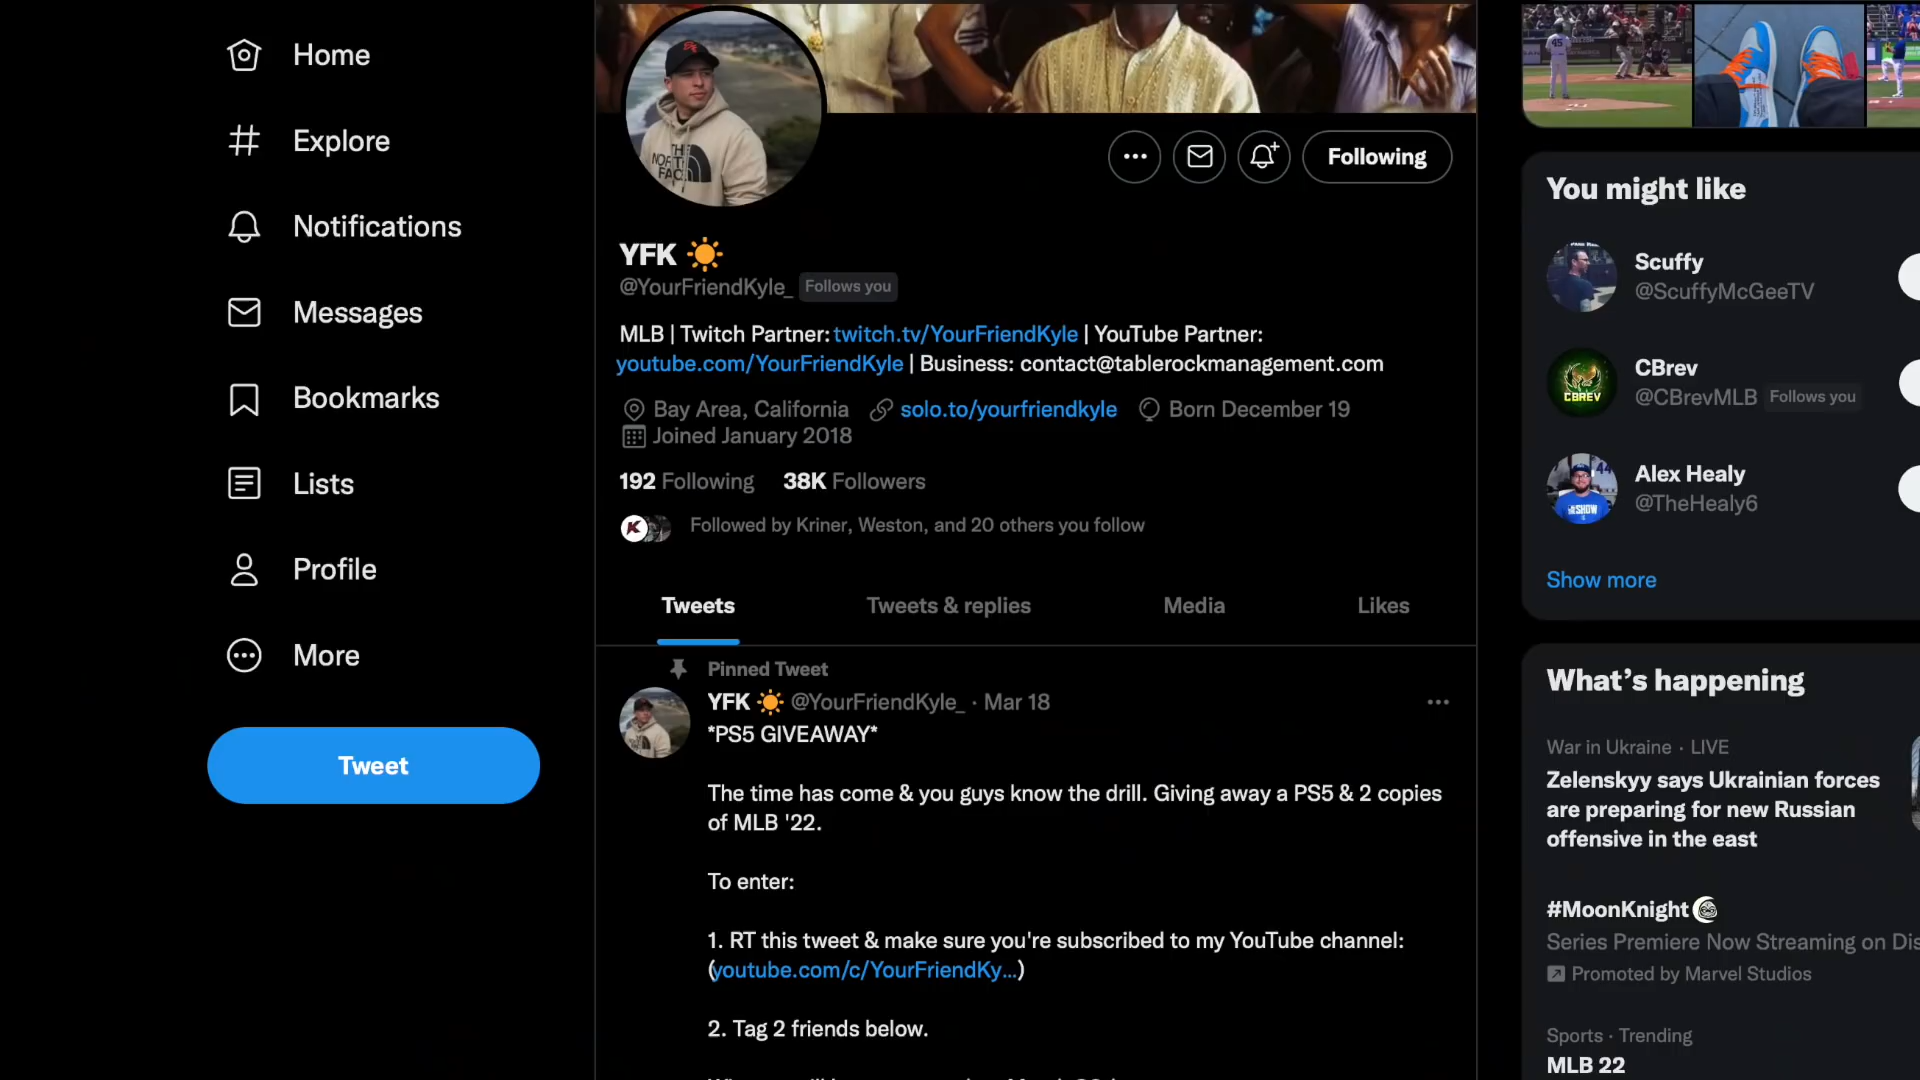 Home
Explore
Notifications
Messages
Bookmarks
Lists
Profile
More
Tweet
THE
NORTH
FACE
Following
YFK
@YourFriendKyle_ Follows you
MLB | Twitch Partner: twitch.tv/YourFriendKyle | YouTube Partner:
youtube.com/YourFriendKyle | Business: contact@tablerockmanagement.com
Bay Area, California solo.to/yourfriendkyle Born December 19
Joined January 2018
192 Following 38K Followers
Followed by Kriner, Weston, and 20 others you follow
Tweets Tweets & replies Media Likes
Pinned Tweet
YFK @YourFriendKyle_ · Mar 18
*PS5 GIVEAWAY*
The time has come & you guys know the drill. Giving away a PS5 & 2 copies
of MLB '22.
To enter:
1. RT this tweet & make sure you're subscribed to my YouTube channel:
(youtube.com/c/YourFriendKy...)
2. Tag 2 friends below.
45
You might like
Scuffy
@ScuffyMcGeeTV
CBREV
CBrev
@CBrevMLB Follows you
44
SHOW
Alex Healy
@TheHealy6
Show more
What's happening
War in Ukraine · LIVE
Zelenskyy says Ukrainian forces
are preparing for new Russian
offensive in the east
#MoonKnight
Series Premiere Now Streaming on Dis
Promoted by Marvel Studios
Sports · Trending
MLB 22